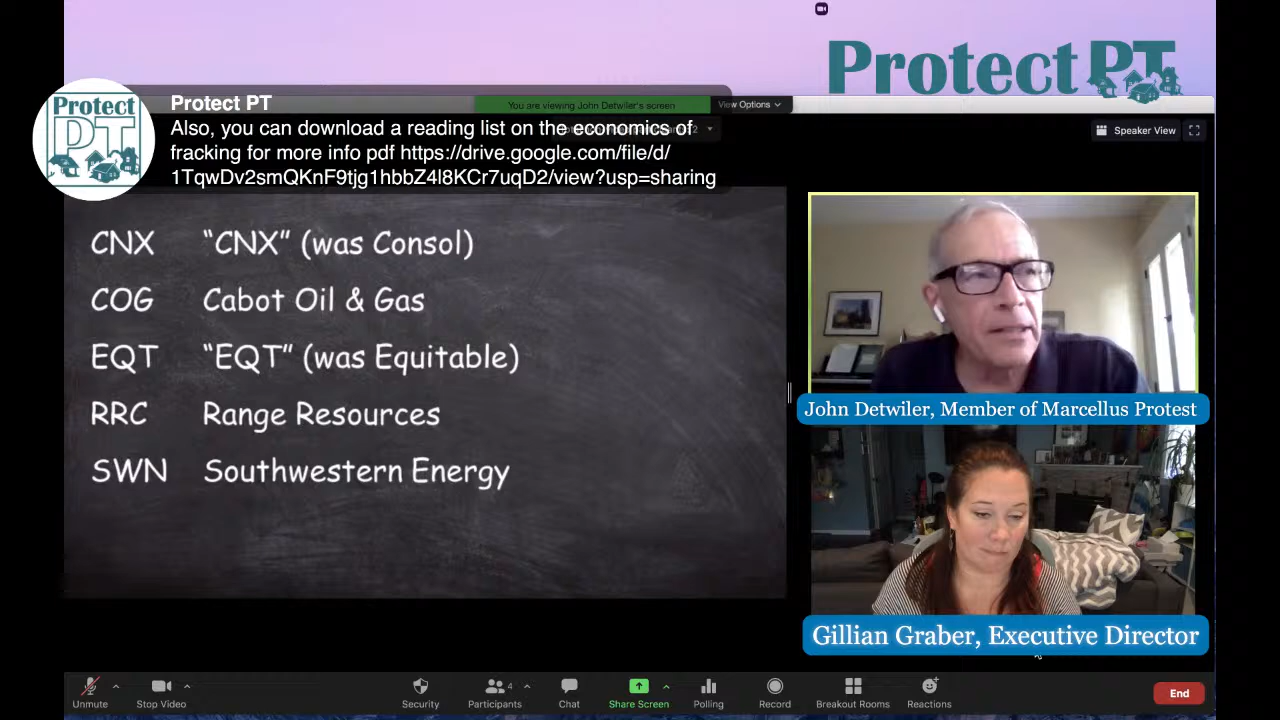 Protect PT
Protect PT
Protect
PT
You are viewing John Detwiler's screen
View Options
Also, you can download a reading list on the economics of
fracking for more info pdf https://drive.google.com/file/d/
1TqwDv2smQKnF9tjg1hbbZ4l8KCr7uqD2/view?usp=sharing
Speaker View
CNX "CNX" (was Consol)
COG Cabot Oil & Gas
EQT "EQT" (was Equitable)
RRC Range Resources
SWN Southwestern Energy
John Detwiler, Member of Marcellus Protest
Gillian Graber, Executive Director
Unmute
Stop Video
Security
4
Participants
Chat
Share Screen
Polling
Record
Breakout Rooms
Reactions
End